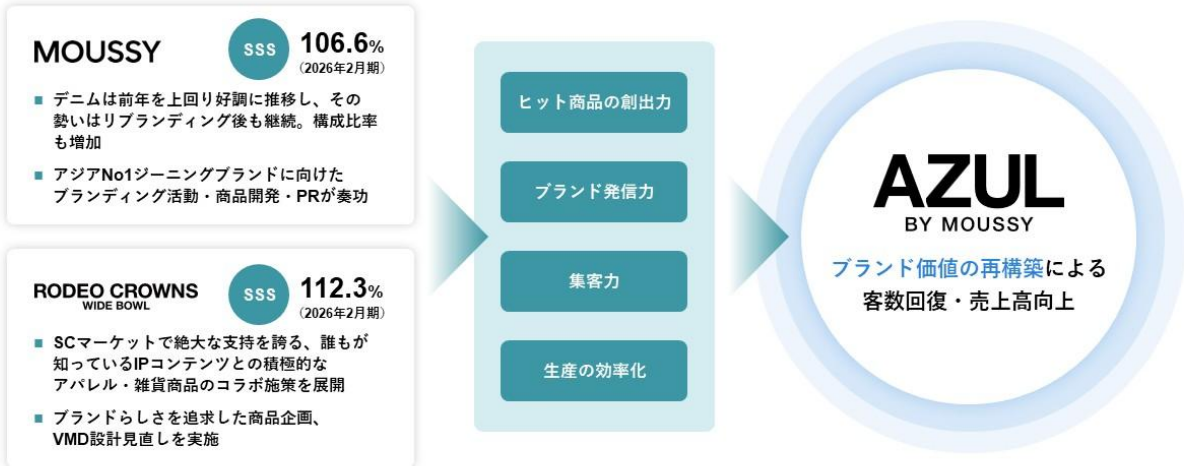 MOUSSY
SSS
106.6%
（2026年2月期）
■ デニムは前年を上回り好調に推移し、その
勢いはリブランディング後も継続。構成比率
も増加
■ アジアNo1ジーニングブランドに向けた
ブランディング活動・商品開発・PRが奏功
RODEO CROWNS
WIDE BOWL
SSS
112.3%
（2026年2月期）
■ SCマーケットで絶大な支持を誇る、誰もが
知っているIPコンテンツとの積極的な
アパレル・雑貨商品のコラボ施策を展開
■ ブランドらしさを追求した商品企画、
VMD設計見直しを実施
ヒット商品の創出力
ブランド発信力
集客力
生産の効率化
AZUL
BY MOUSSY
ブランド価値の再構築による
客数回復・売上高向上